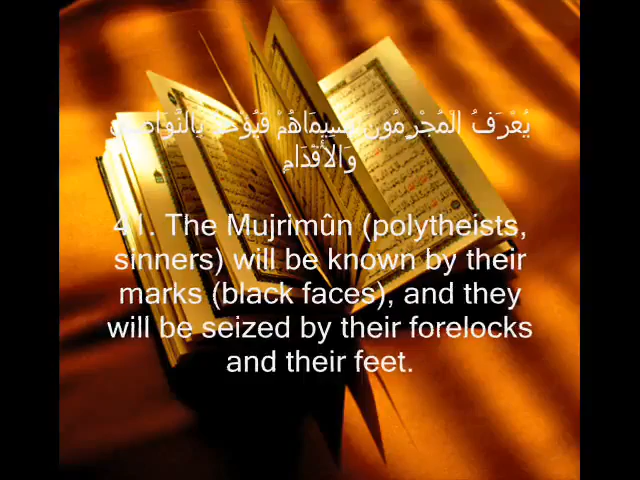 يُعْرَفُ الْمُجْرِمُونَ بِسِيمَاهُمْ فَيُؤْخَذُ بِالنَّوَاصِي
وَالْأَقْدَامِ
41. The Mujrimûn (polytheists,
sinners) will be known by their
marks (black faces), and they
will be seized by their forelocks
and their feet.